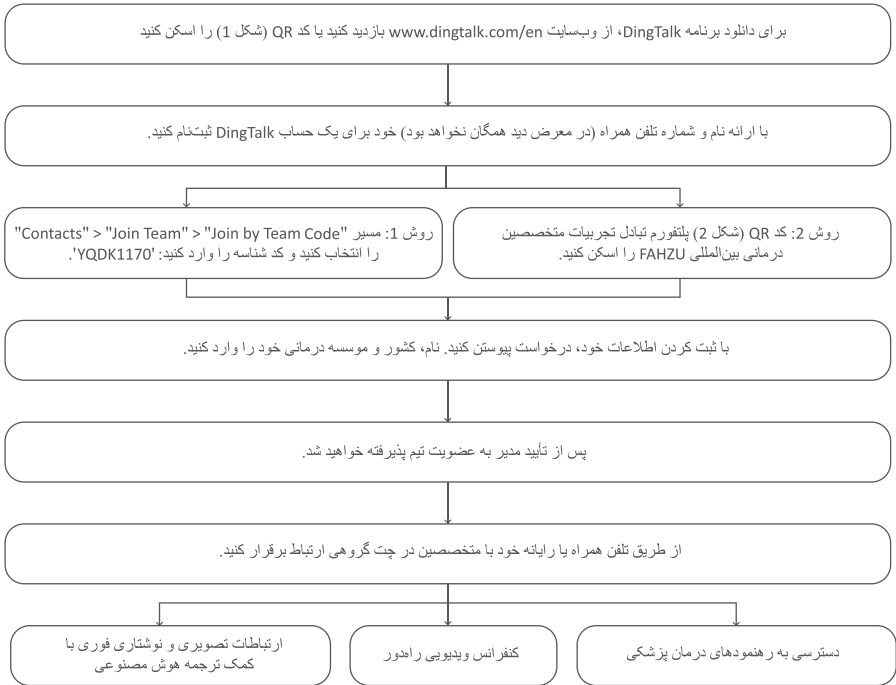 برای دانلود برنامه DingTalk، از وب‌سایت www.dingtalk.com/en بازدید کنید یا کد QR (شکل 1) را اسکن کنید
با ارائه نام و شماره تلفن همراه (در معرض دید همگان نخواهد بود) خود برای یک حساب DingTalk ثبت‌نام کنید.
روش 2: کد QR (شکل 2) پلتفورم تبادل تجربیات متخصصین
درمانی بین‌المللی FAHZU را اسکن کنید.
روش 1: مسیر "Contacts" > "Join Team" > "Join by Team Code"
را انتخاب کنید و کد شناسه را وارد کنید: 'YQDK1170'.
با ثبت کردن اطلاعات خود، درخواست پیوستن کنید. نام، کشور و موسسه درمانی خود را وارد کنید.
پس از تأیید مدیر به عضویت تیم پذیرفته خواهید شد.
از طریق تلفن همراه یا رایانه خود با متخصصین در چت گروهی ارتباط برقرار کنید.
دسترسی به رهنمودهای درمان پزشکی
کنفرانس ویدیویی راه‌دور
ارتباطات تصویری و نوشتاری فوری با
کمک ترجمه هوش مصنوعی